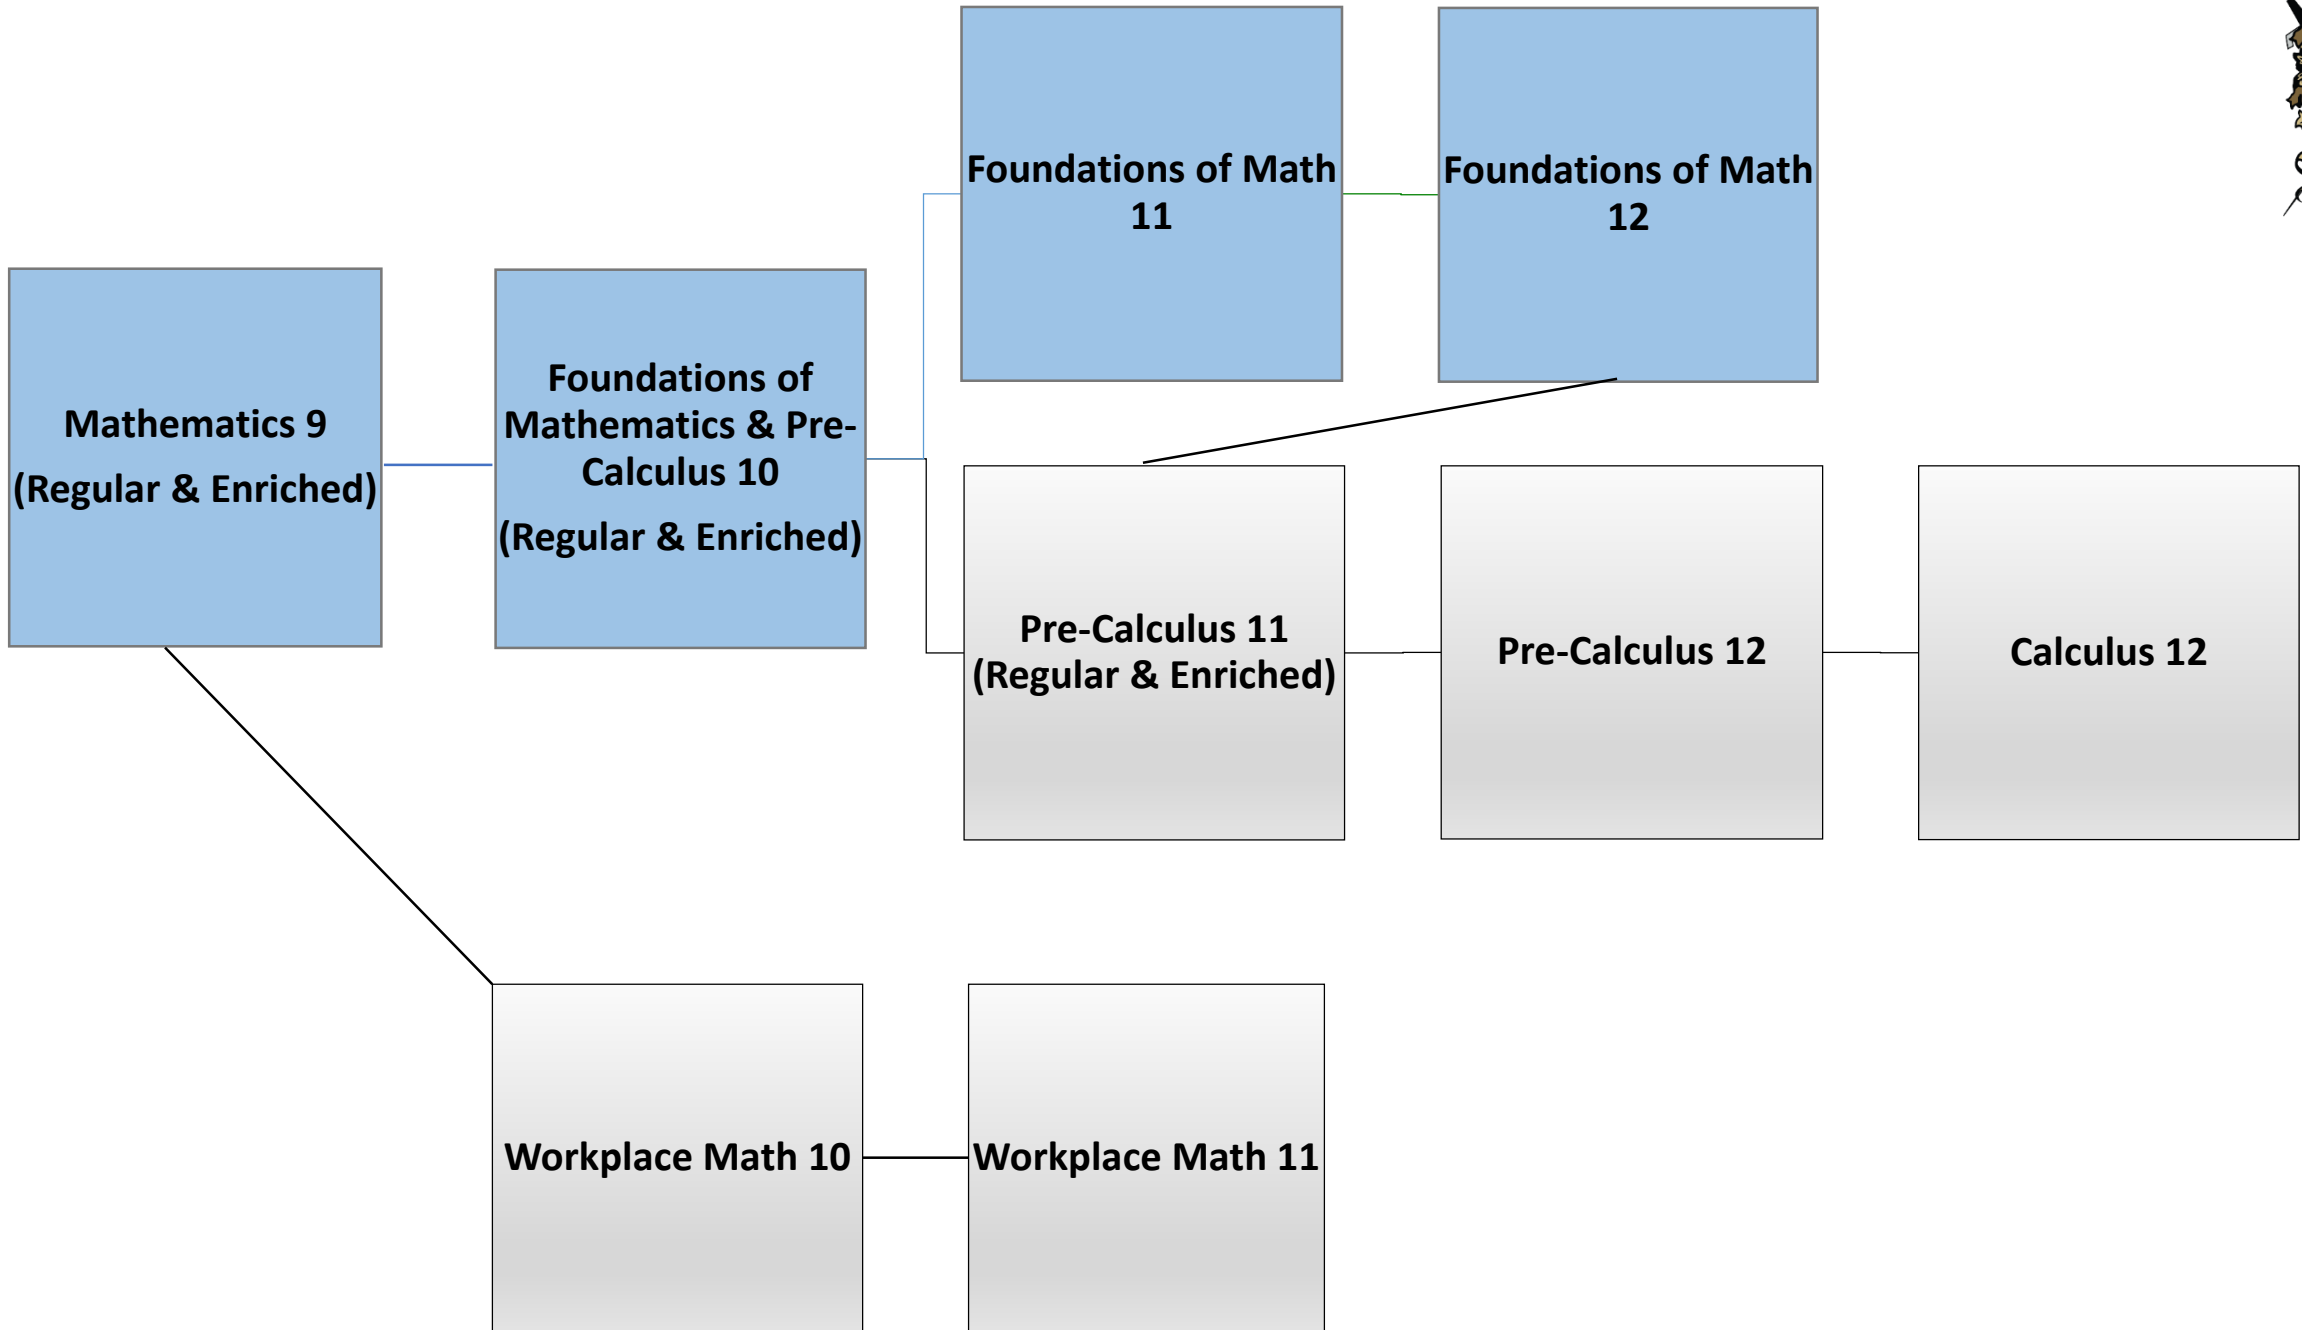 Foundations of Math
11
Foundations of Math
12
Mathematics 9
(Regular & Enriched)
Foundations of
Mathematics & Pre-
Calculus 10
(Regular & Enriched)
Pre-Calculus 11
(Regular & Enriched)
Pre-Calculus 12
Calculus 12
Workplace Math 10
Workplace Math 11